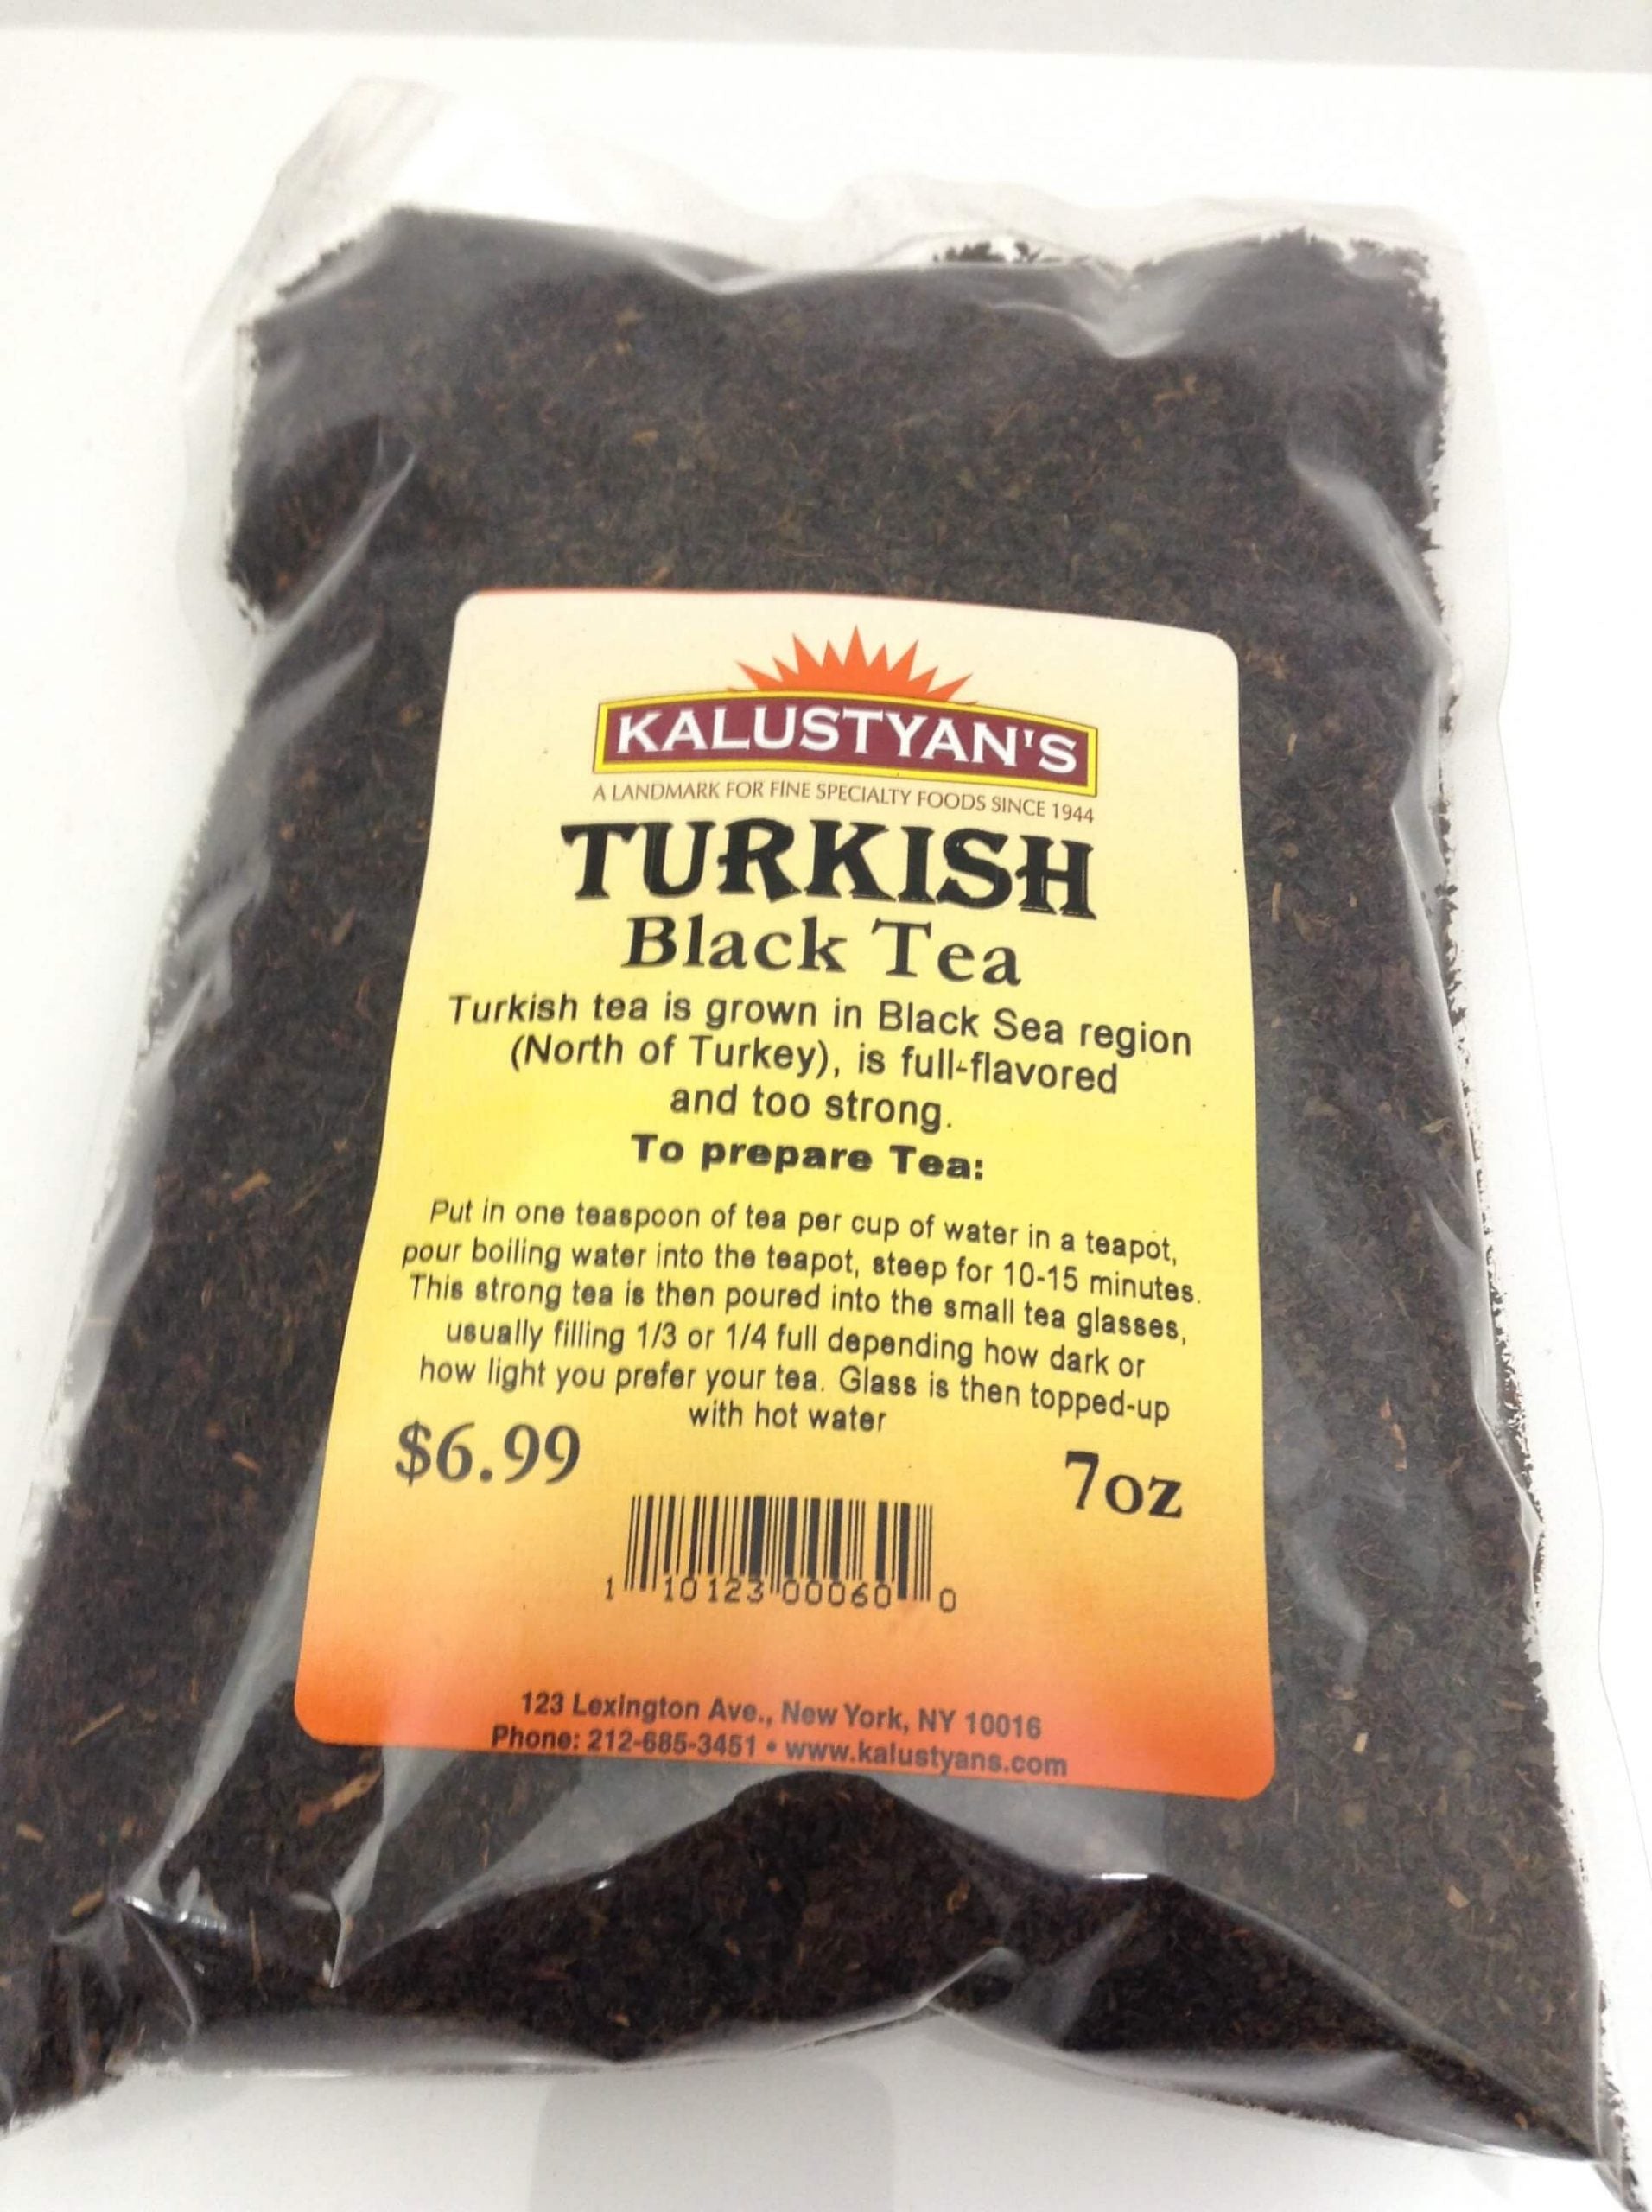 KALUSTYAN'S
A LANDMARK FOR FINE SPECIALTY FOODS SINCE 1944
TURKISH
Black Tea
Turkish tea is grown in Black Sea region
(North of Turkey), is full-flavored
and too strong.
To prepare Tea:
Put in one teaspoon of tea per cup of water in a teapot,
pour boiling water into the teapot, steep for 10-15 minutes.
This strong tea is then poured into the small tea glasses,
usually filling 1/3 or 1/4 full depending how dark or
how light you prefer your tea. Glass is then topped-up
with hot water
$6.99 7oz
1 10123 00060 0
123 Lexington Ave., New York, NY 10016
Phone: 212-685-3451 • www.kalustyans.com